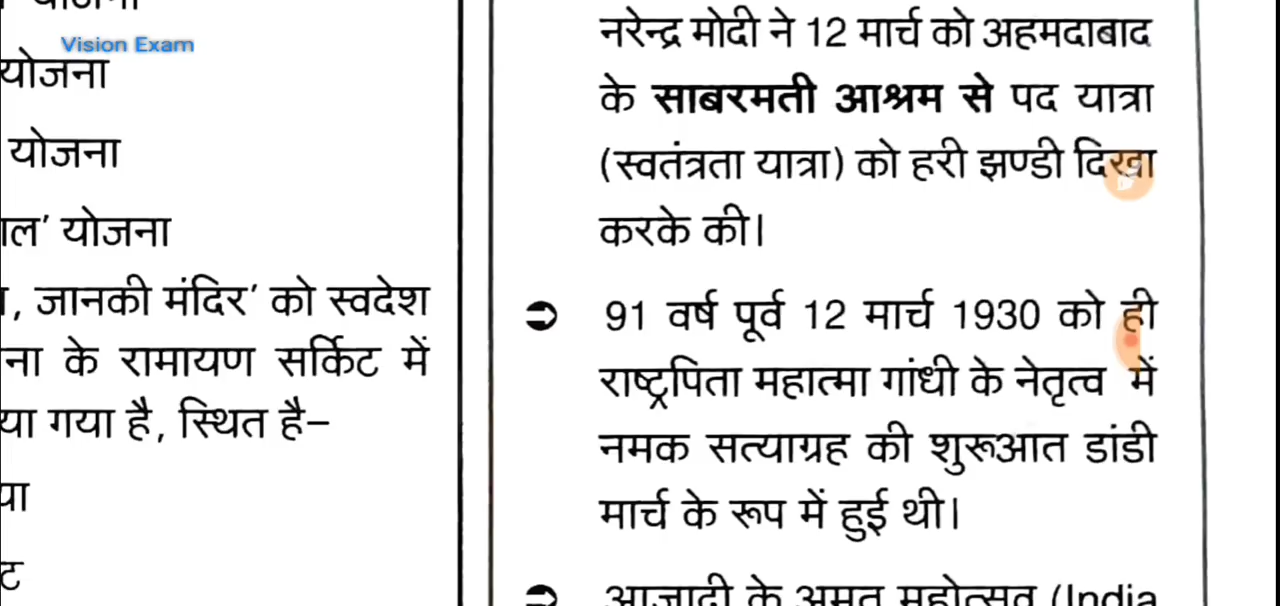 Vision Exam
योजना
योजना
ल' योजना
, जानकी मंदिर' को स्वदेश
ना के रामायण सर्किट में
या गया है, स्थित है–
नरेन्द्र मोदी ने 12 मार्च को अहमदाबाद
के साबरमती आश्रम से पद यात्रा
(स्वतंत्रता यात्रा) को हरी झण्डी दिखा
करके की।
➲ 91 वर्ष पूर्व 12 मार्च 1930 को ही
राष्ट्रपिता महात्मा गांधी के नेतृत्व में
नमक सत्याग्रह की शुरूआत डांडी
मार्च के रूप में हुई थी।
➲ आजादी के अमृत महोत्सव (India